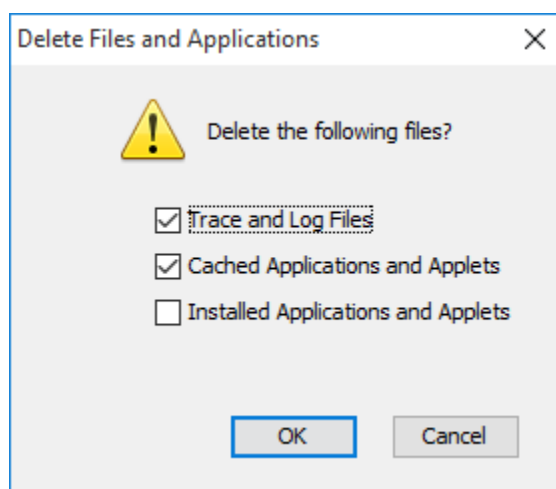 Delete Files and Applications
Delete the following files?
Trace and Log Files
Cached Applications and Applets
Installed Applications and Applets
OK Cancel